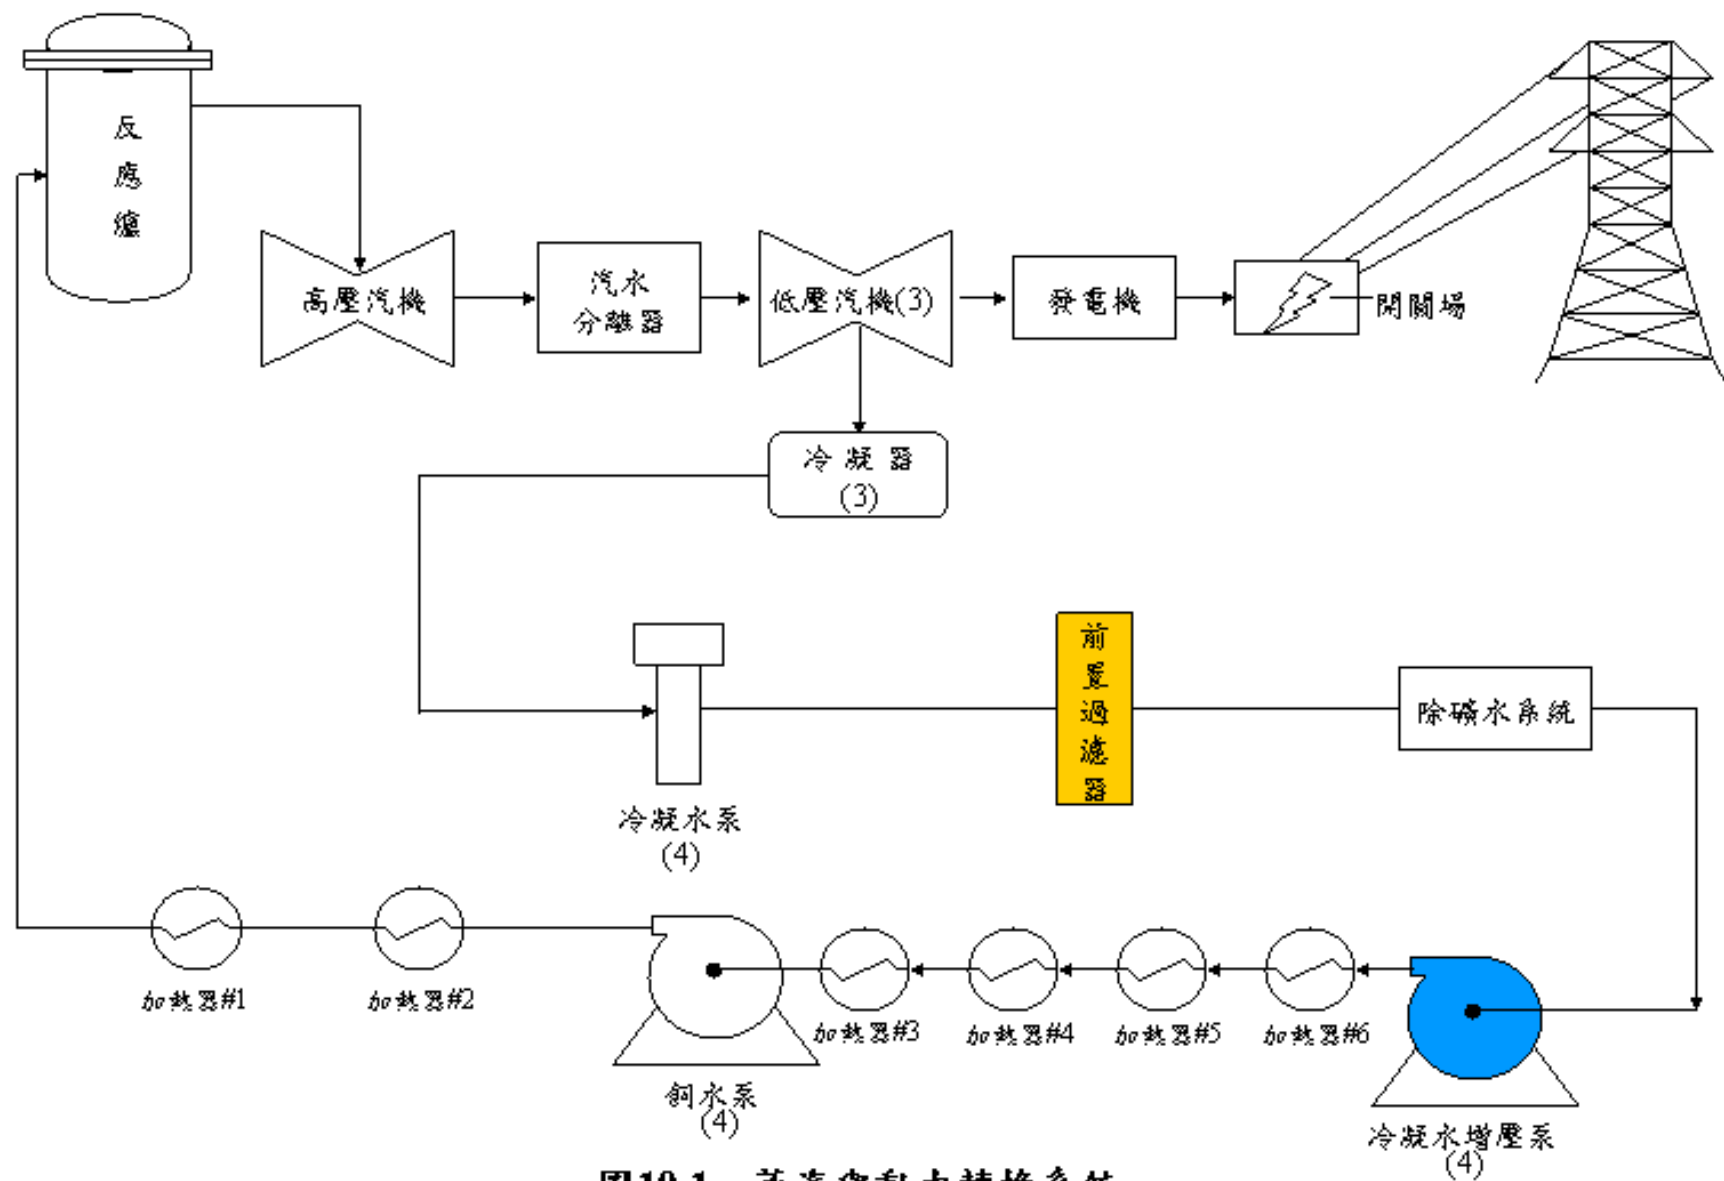 反
應
爐
高壓汽機
汽水
分離器
低壓汽機(3)
發電機
開關場
冷凝器
(3)
前
置
過
濾
器
除礦水系統
冷凝水泵
(4)
加熱器#1
加熱器#2
加熱器#3
加熱器#4
加熱器#5
加熱器#6
飼水泵
(4)
冷凝水增壓泵
(4)
圖10-1